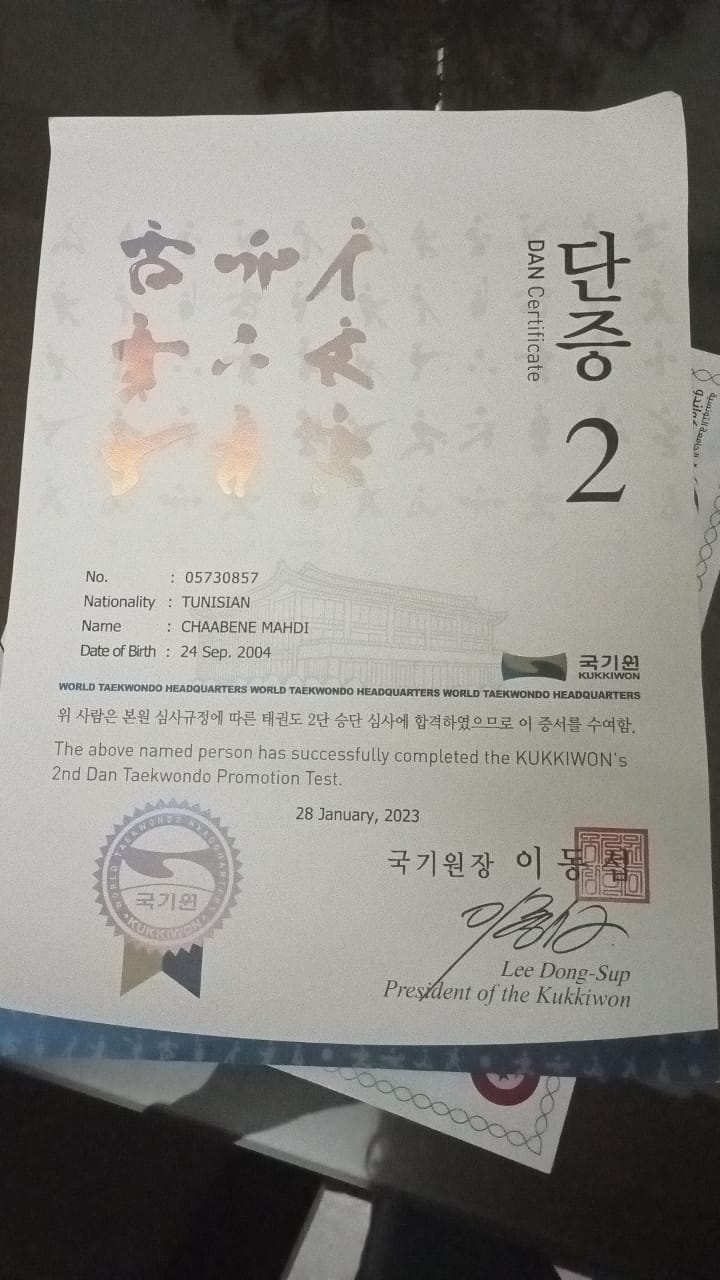 단증
DAN Certificate
2
No. : 05730857
Nationality : TUNISIAN
Name : CHAABENE MAHDI
Date of Birth : 24 Sep. 2004
국기원
KUKKIWON
WORLD TAEKWONDO HEADQUARTERS WORLD TAEKWONDO HEADQUARTERS WORLD TAEKWONDO HEADQUARTERS
위 사람은 본원 심사규정에 따른 태권도 2단 승단 심사에 합격하였으므로 이 증서를 수여함.
The above named person has successfully completed the KUKKIWON's
2nd Dan Taekwondo Promotion Test.
28 January, 2023
WORLD TAEKWONDO HEADQUARTERS
국기원
KUKKIWON
국기원장 이동섭
Lee Dong-Sup
President of the Kukkiwon